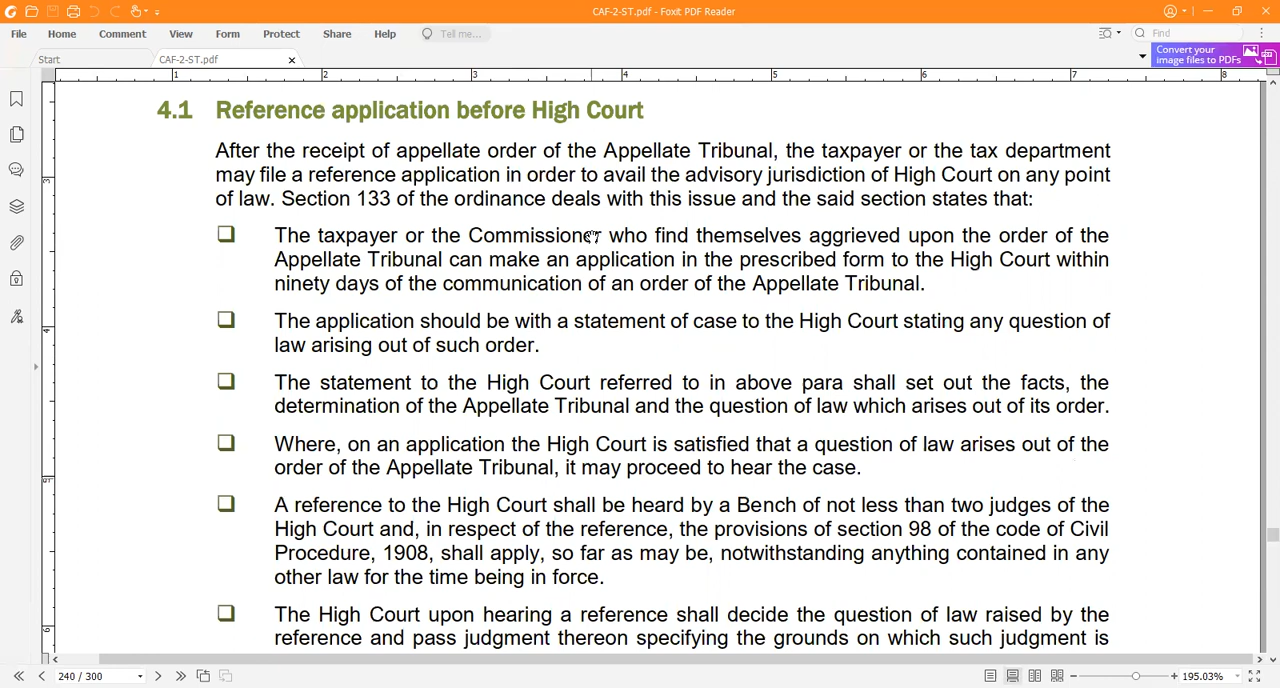 CAF-2-ST.pdf - Foxit PDF Reader
File Home Comment View Form Protect Share Help Tell me... Find
Start CAF-2-ST.pdf
Convert your
image files to PDFs
1 2 3 4 5 6 7 8
4.1 Reference application before High Court
After the receipt of appellate order of the Appellate Tribunal, the taxpayer or the tax department
may file a reference application in order to avail the advisory jurisdiction of High Court on any point
of law. Section 133 of the ordinance deals with this issue and the said section states that:
The taxpayer or the Commissioner who find themselves aggrieved upon the order of the
Appellate Tribunal can make an application in the prescribed form to the High Court within
ninety days of the communication of an order of the Appellate Tribunal.
The application should be with a statement of case to the High Court stating any question of
law arising out of such order.
The statement to the High Court referred to in above para shall set out the facts, the
determination of the Appellate Tribunal and the question of law which arises out of its order.
Where, on an application the High Court is satisfied that a question of law arises out of the
order of the Appellate Tribunal, it may proceed to hear the case.
A reference to the High Court shall be heard by a Bench of not less than two judges of the
High Court and, in respect of the reference, the provisions of section 98 of the code of Civil
Procedure, 1908, shall apply, so far as may be, notwithstanding anything contained in any
other law for the time being in force.
The High Court upon hearing a reference shall decide the question of law raised by the
reference and pass judgment thereon specifying the grounds on which such judgment is
240 / 300 195.03%